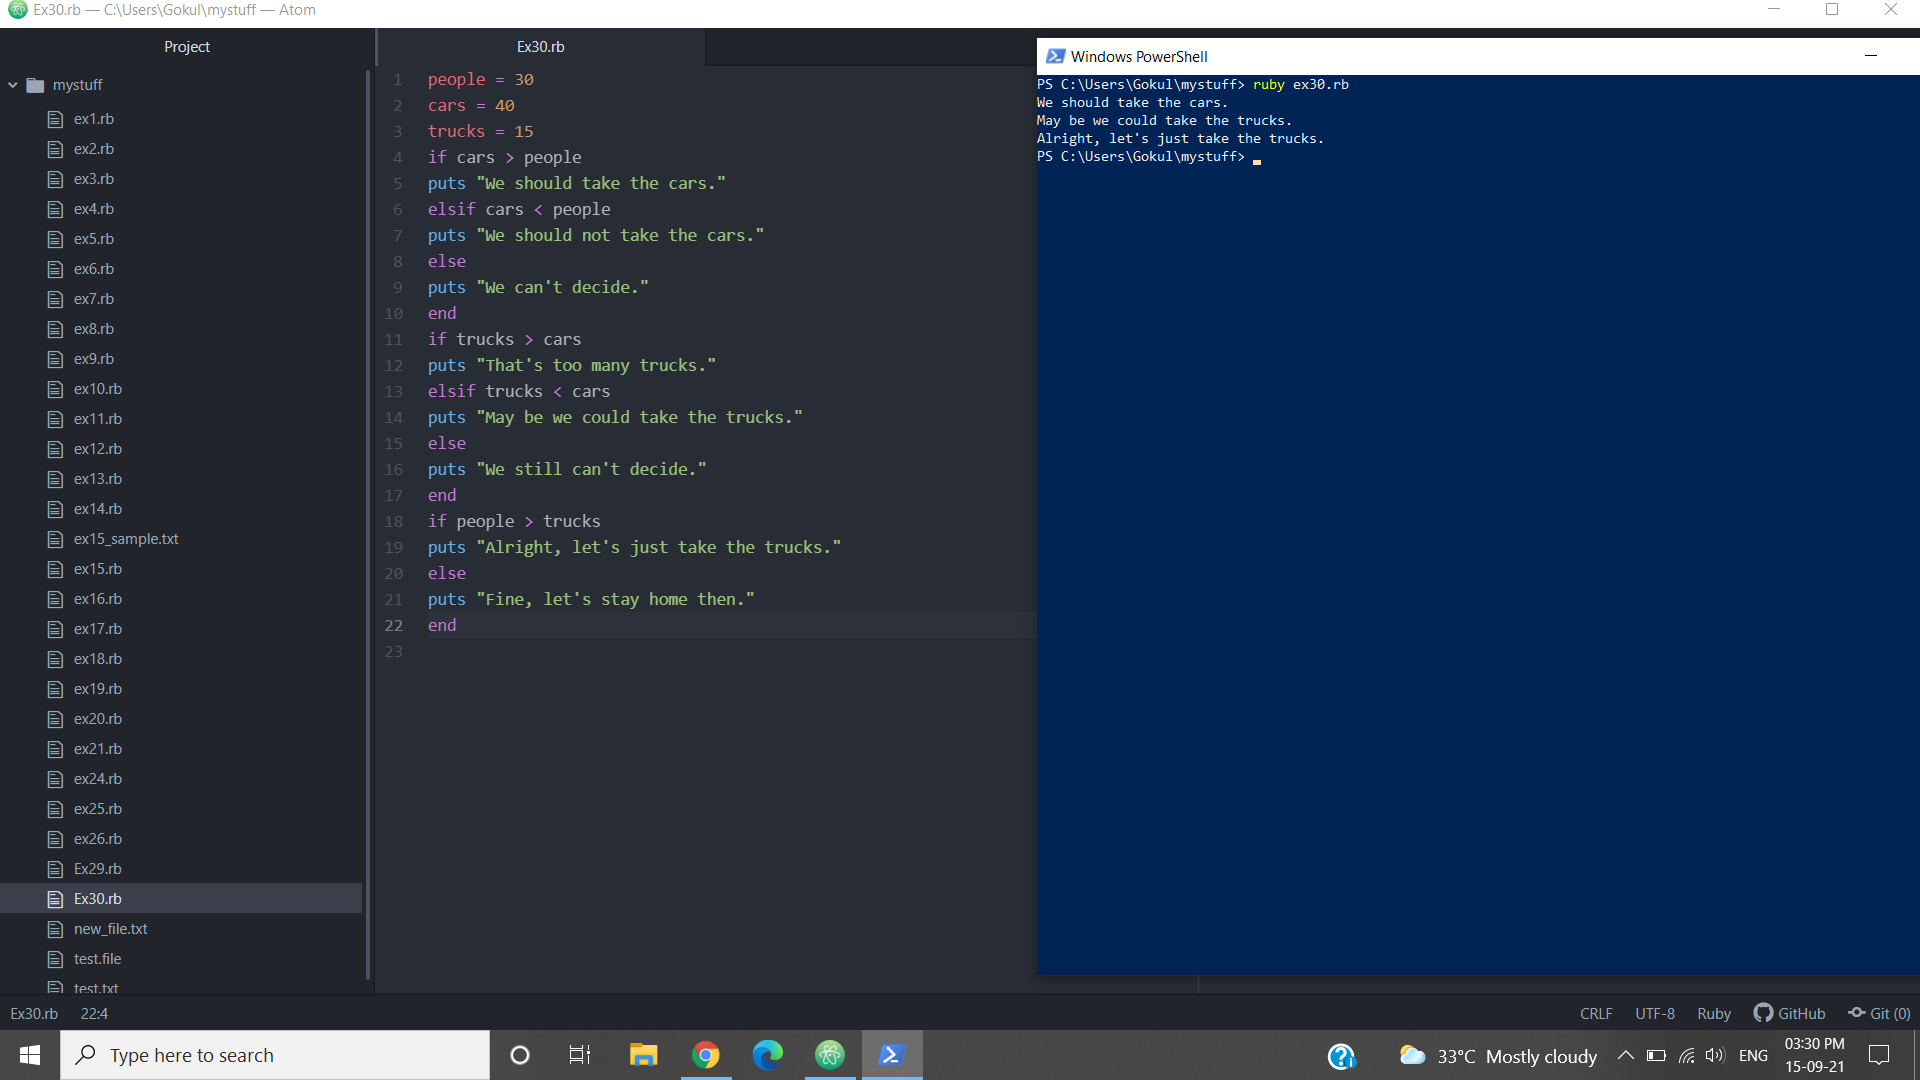 Ex30.rb — C:\Users\Gokul\mystuff — Atom
Project
mystuff
ex1.rb
ex2.rb
ex3.rb
ex4.rb
ex5.rb
ex6.rb
ex7.rb
ex8.rb
ex9.rb
ex10.rb
ex11.rb
ex12.rb
ex13.rb
ex14.rb
ex15_sample.txt
ex15.rb
ex16.rb
ex17.rb
ex18.rb
ex19.rb
ex20.rb
ex21.rb
ex24.rb
ex25.rb
ex26.rb
Ex29.rb
Ex30.rb
new_file.txt
test.file
test.txt
Ex30.rb
1 people = 30
2 cars = 40
3 trucks = 15
4 if cars > people
5 puts "We should take the cars."
6 elsif cars < people
7 puts "We should not take the cars."
8 else
9 puts "We can't decide."
10 end
11 if trucks > cars
12 puts "That's too many trucks."
13 elsif trucks < cars
14 puts "May be we could take the trucks."
15 else
16 puts "We still can't decide."
17 end
18 if people > trucks
19 puts "Alright, let's just take the trucks."
20 else
21 puts "Fine, let's stay home then."
22 end
23
Windows PowerShell
PS C:\Users\Gokul\mystuff> ruby ex30.rb
We should take the cars.
May be we could take the trucks.
Alright, let's just take the trucks.
PS C:\Users\Gokul\mystuff>
Ex30.rb 22:4
CRLF UTF-8 Ruby GitHub Git (0)
Type here to search
33°C Mostly cloudy
ENG
03:30 PM
15-09-21